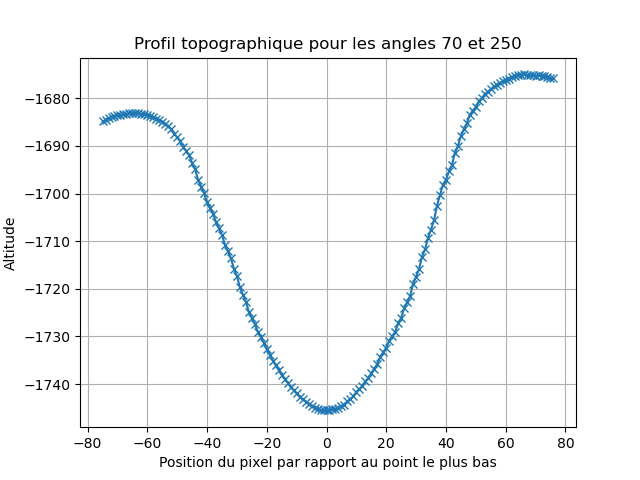 Profil topographique pour les angles 70 et 250
−1680
−1690
−1700
−1710
−1720
−1730
−1740
Altitude
−80 −60 −40 −20 0 20 40 60 80
Position du pixel par rapport au point le plus bas